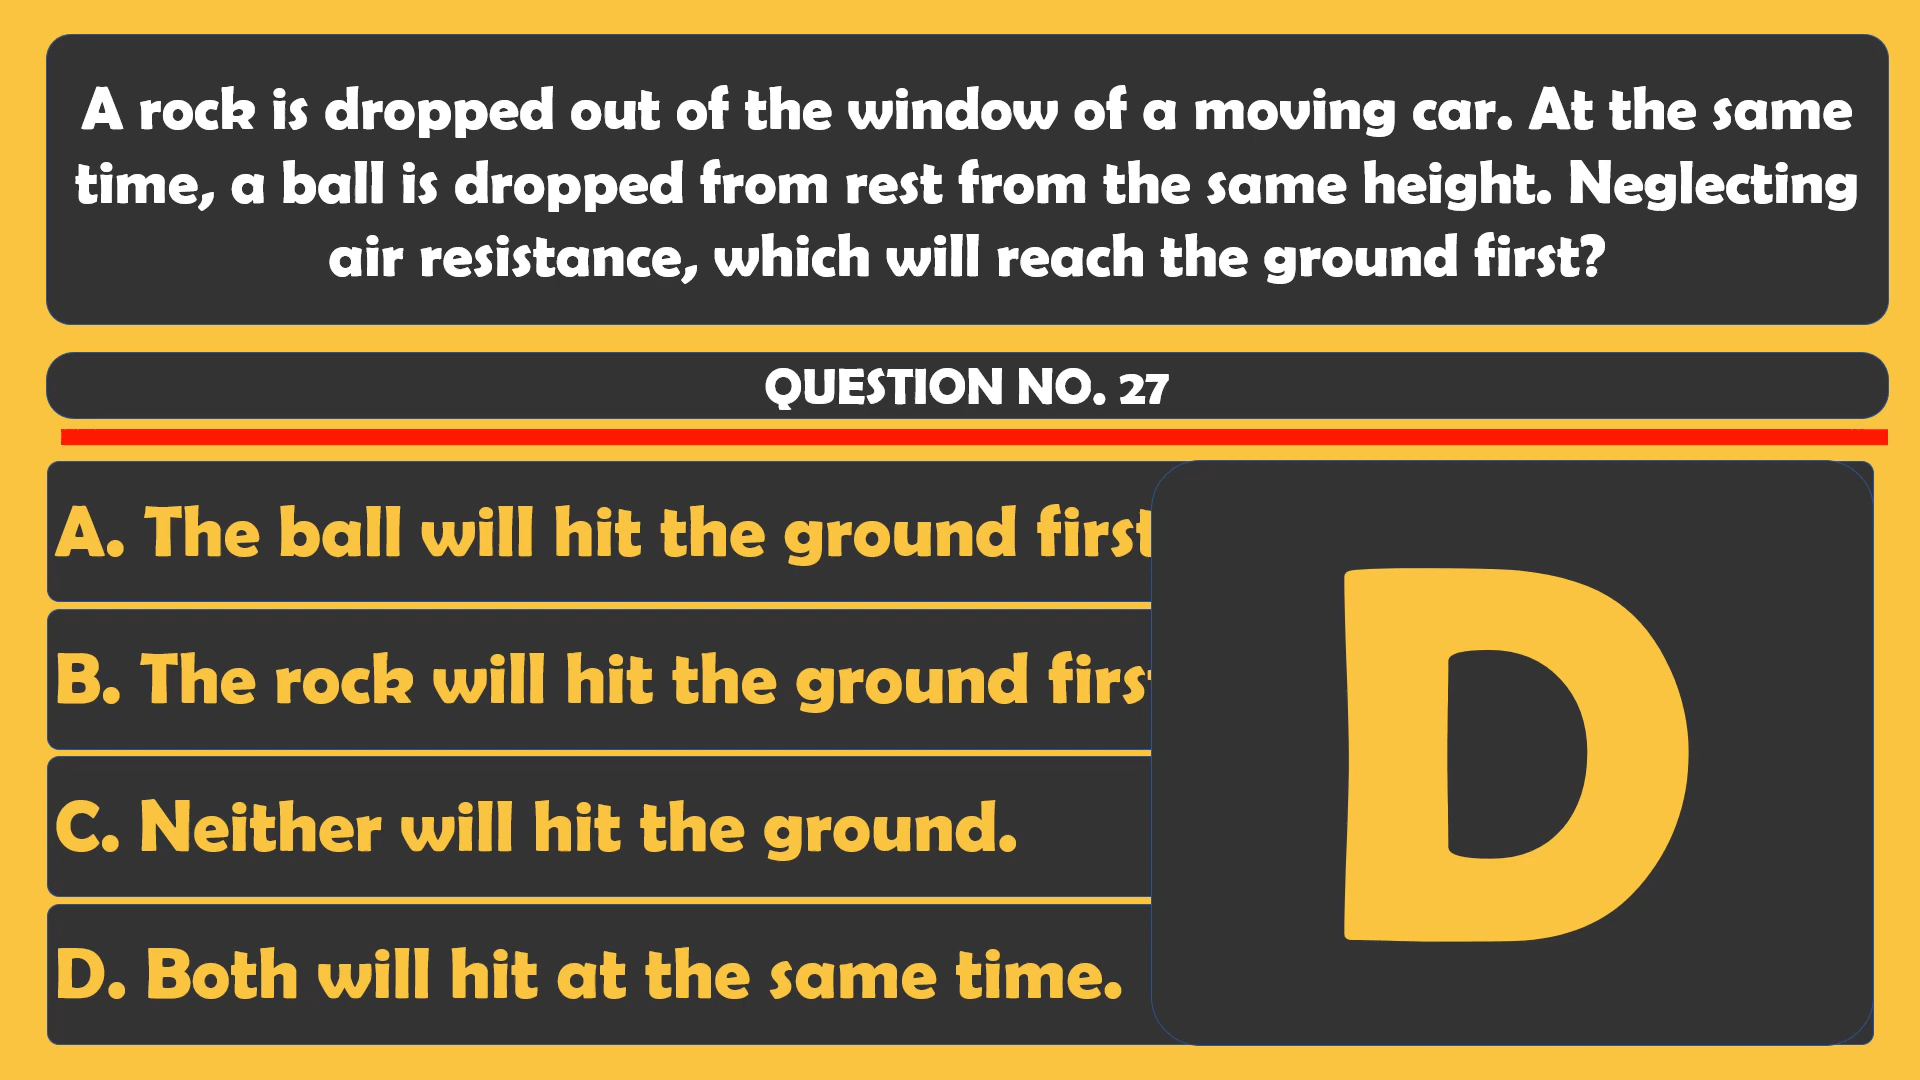 A rock is dropped out of the window of a moving car. At the same
time, a ball is dropped from rest from the same height. Neglecting
air resistance, which will reach the ground first?
QUESTION NO. 27
A. The ball will hit the ground first
B. The rock will hit the ground first
C. Neither will hit the ground.
D. Both will hit at the same time.
D